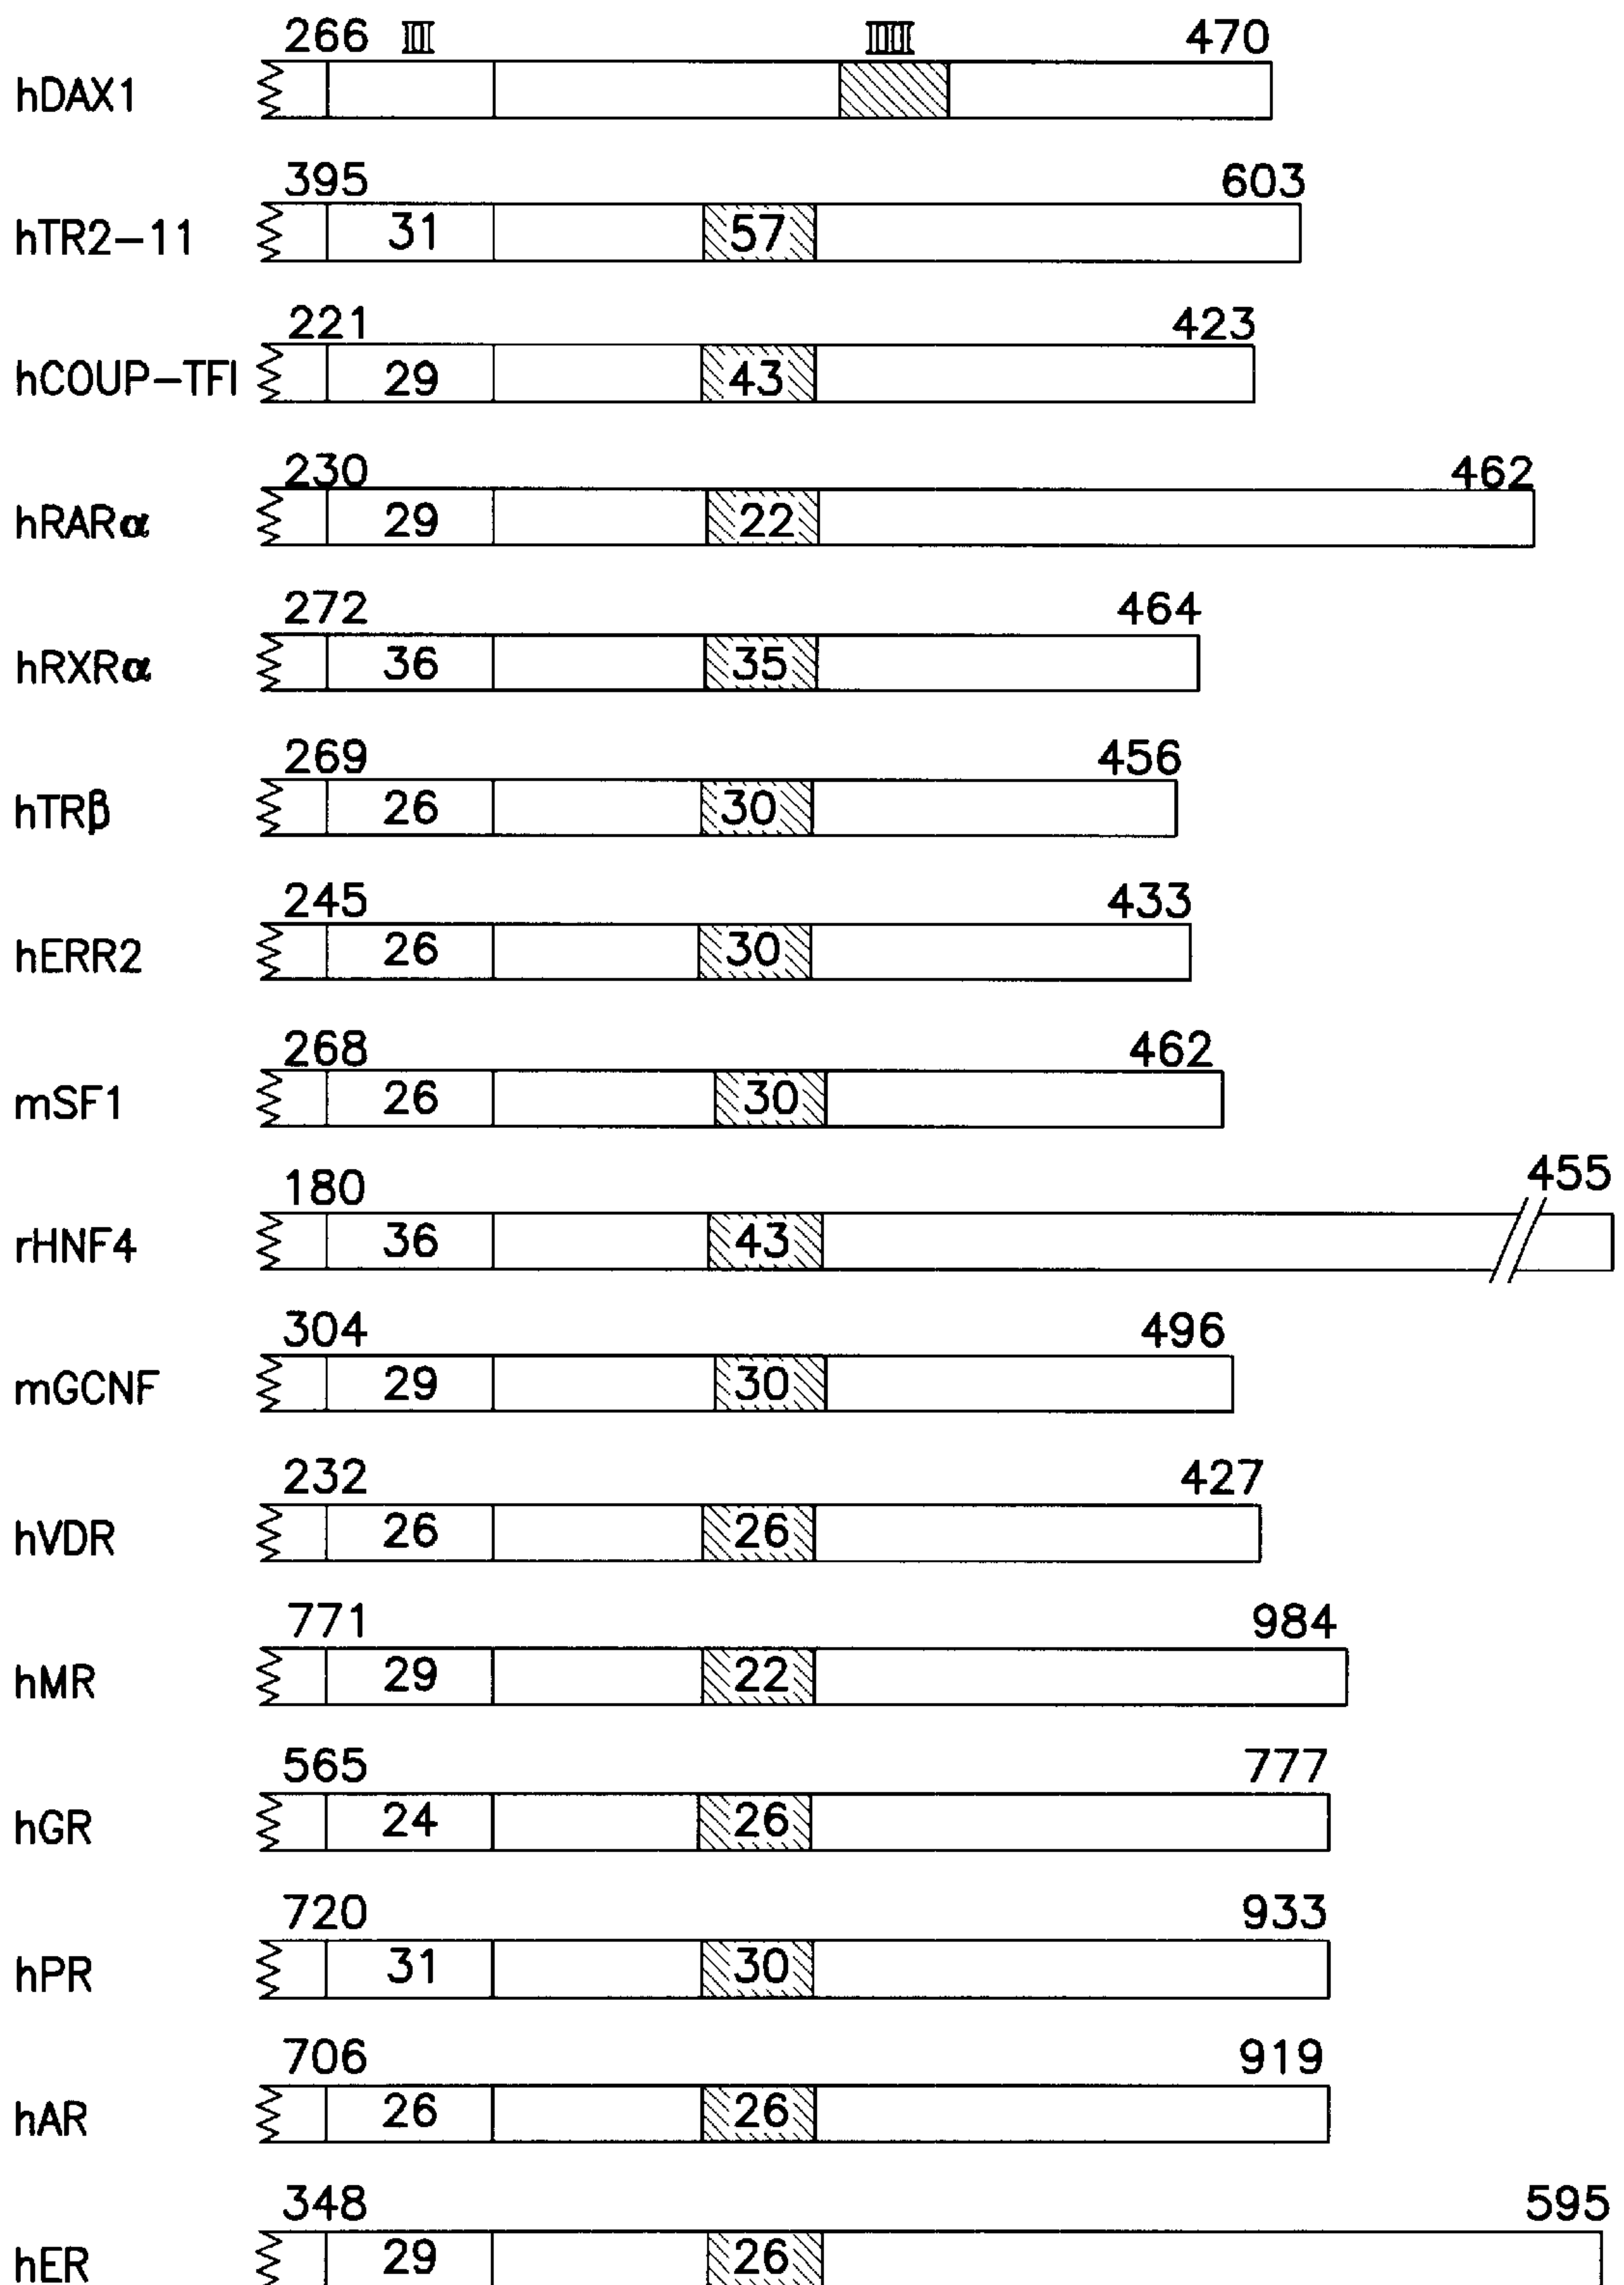 266 II III 470
hDAX1
395 603
hTR2-11 31 57
221 423
hCOUP-TFI 29 43
230 462
hRARα 29 22
272 464
hRXRα 36 35
269 456
hTRβ 26 30
245 433
hERR2 26 30
268 462
mSF1 26 30
180 455
rHNF4 36 43
304 496
mGCNF 29 30
232 427
hVDR 26 26
771 984
hMR 29 22
565 777
hGR 24 26
720 933
hPR 31 30
706 919
hAR 26 26
348 595
hER 29 26